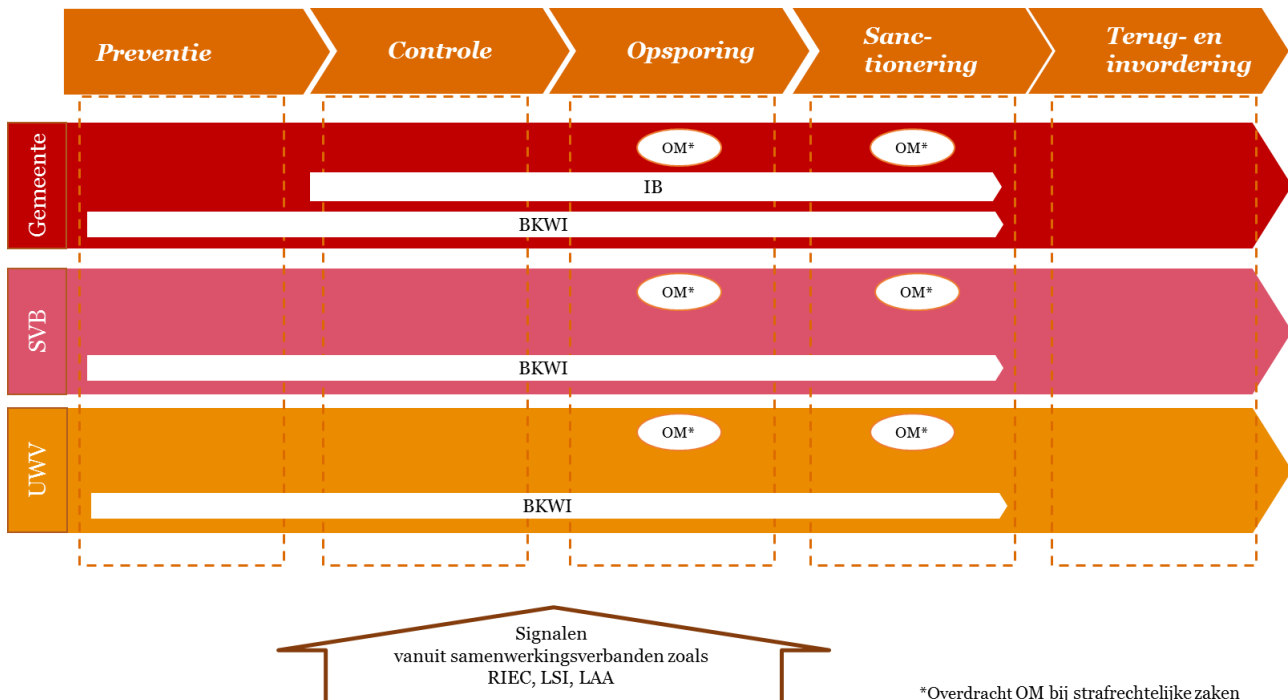 Preventie
Controle
Opsporing
Sanc-
tionering
Terug- en
invordering
Gemeente
OM*
OM*
IB
BKWI
SVB
OM*
OM*
BKWI
UWV
OM*
OM*
BKWI
Signalen
vanuit samenwerkingsverbanden zoals
RIEC, LSI, LAA
*Overdracht OM bij strafrechtelijke zaken